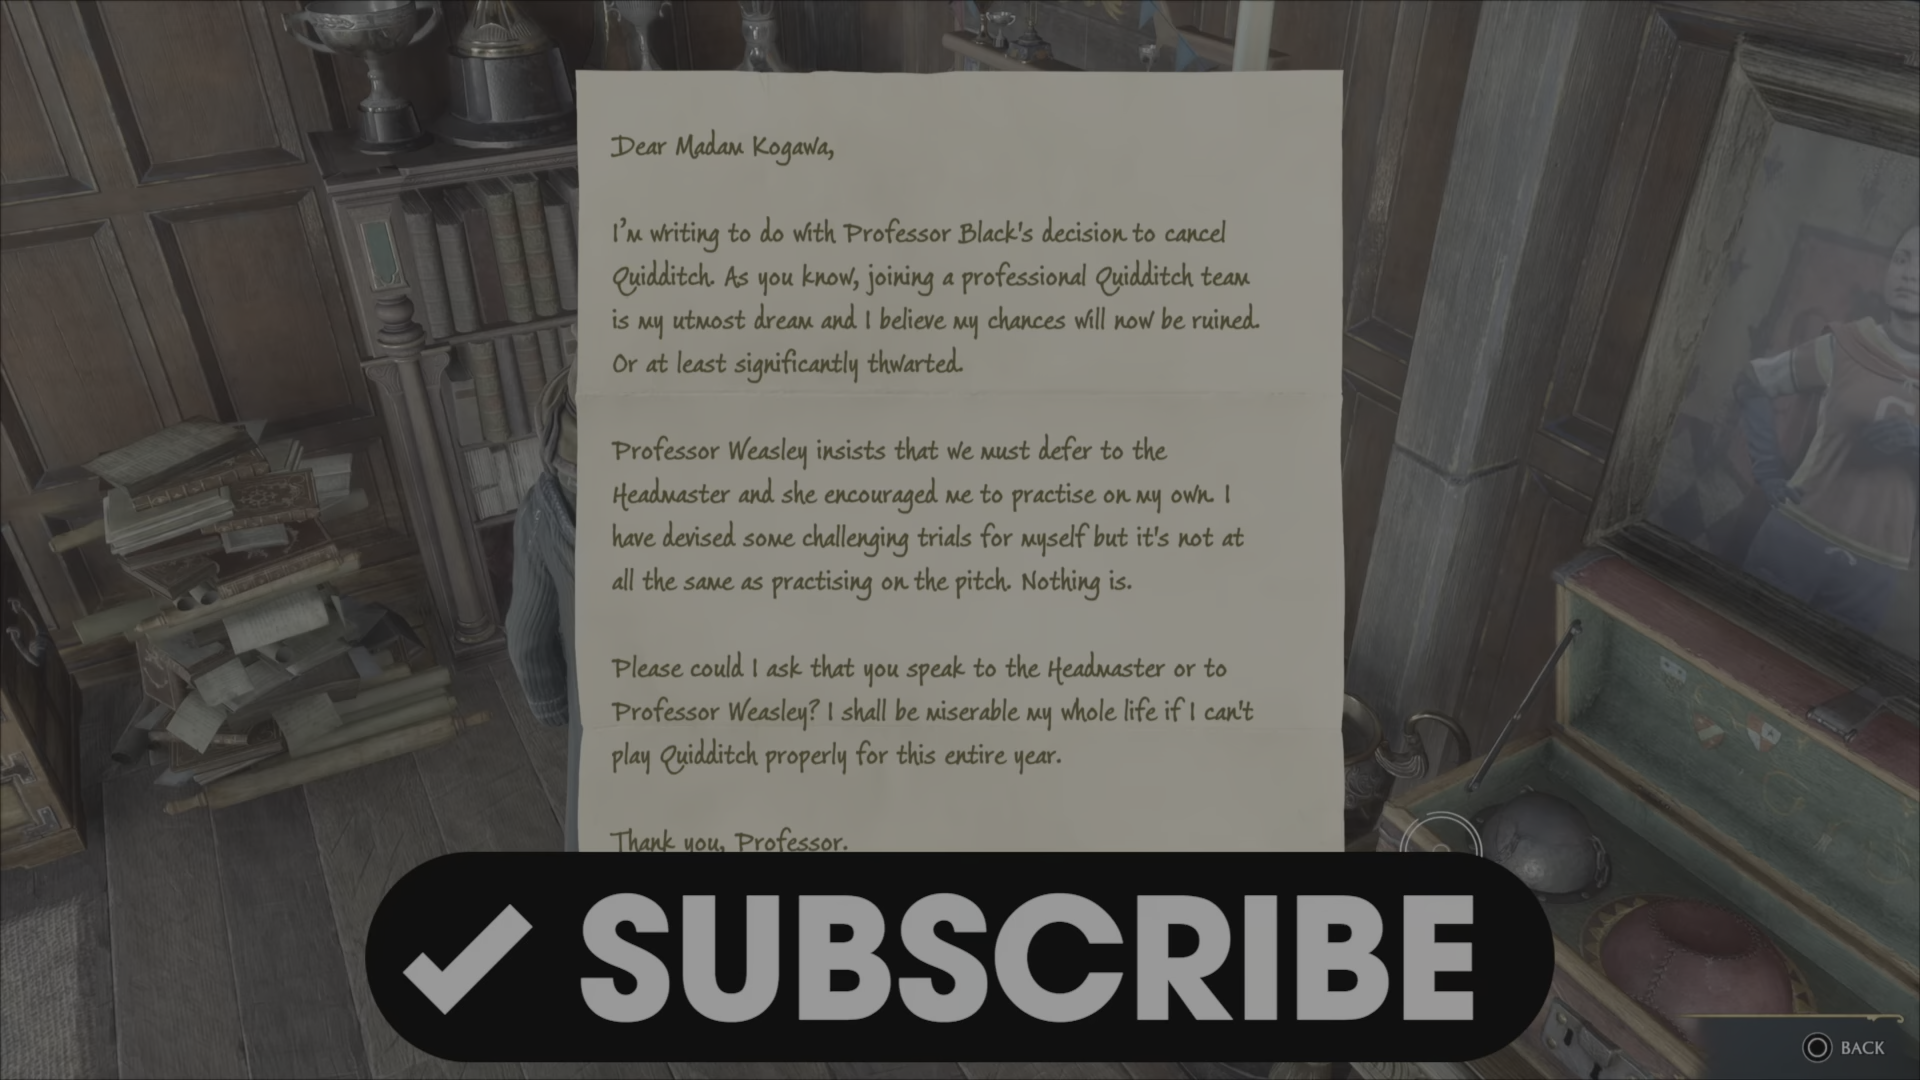 Dear Madam Kogawa,
I'm writing to do with Professor Black's decision to cancel
Quidditch. As you know, joining a professional Quidditch team
is my utmost dream and I believe my chances will now be ruined.
Or at least significantly thwarted.
Professor Weasley insists that we must defer to the
Headmaster and she encouraged me to practise on my own. I
have devised some challenging trials for myself but it's not at
all the same as practising on the pitch. Nothing is.
Please could I ask that you speak to the Headmaster or to
Professor Weasley? I shall be miserable my whole life if I can't
play Quidditch properly for this entire year.
Thank you, Professor.
SUBSCRIBE
BACK